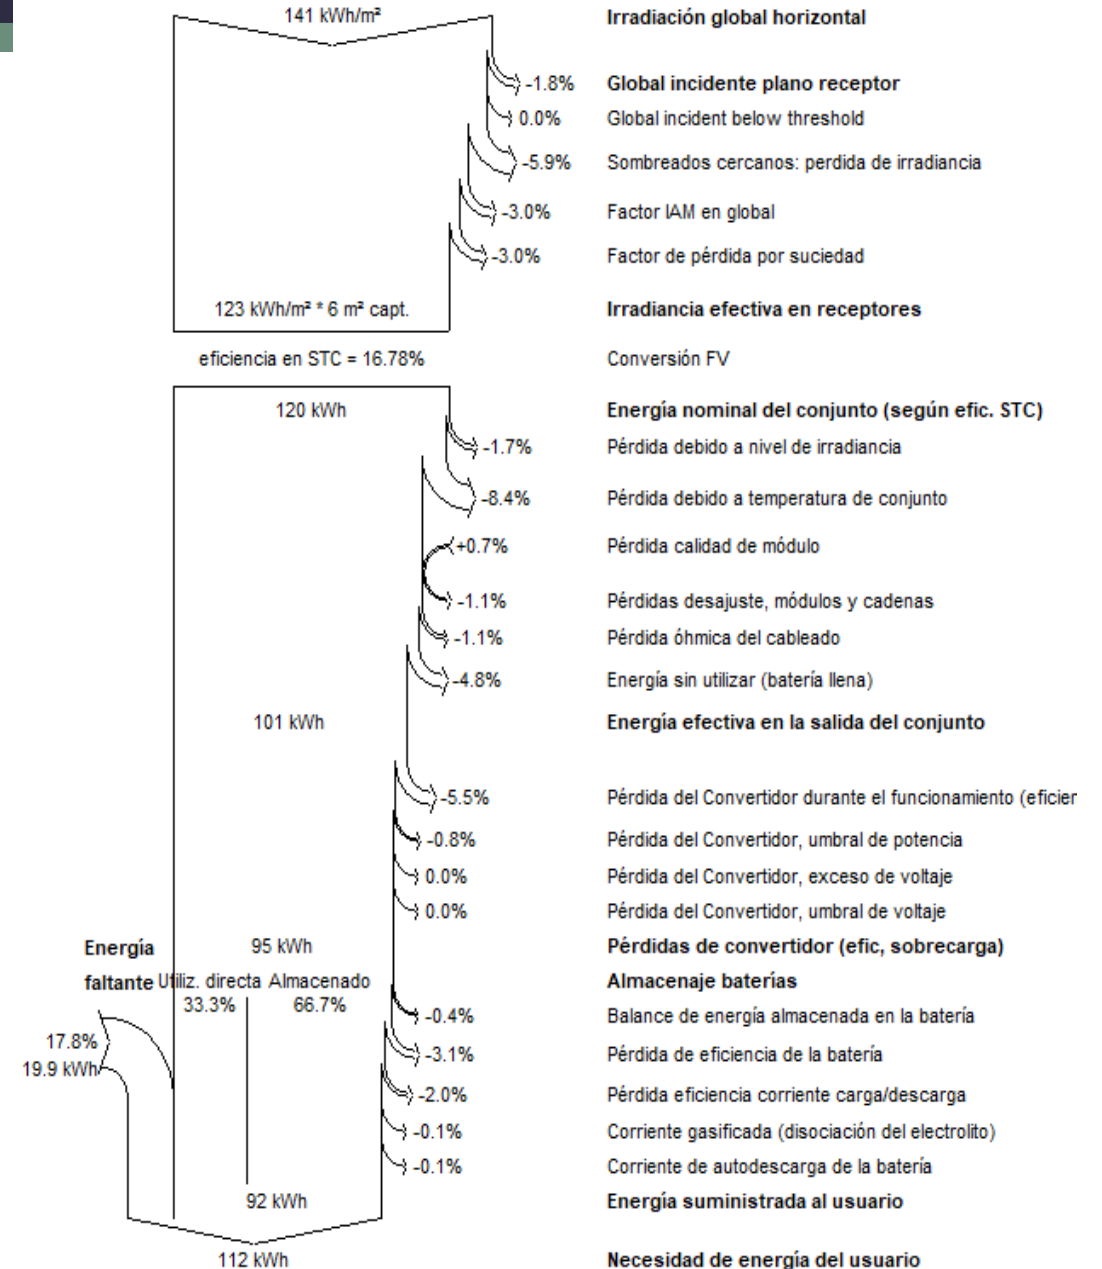 141 kWh/m² Irradiación global horizontal
-1.8% Global incidente plano receptor
0.0% Global incident below threshold
-5.9% Sombreados cercanos: perdida de irradiancia
-3.0% Factor IAM en global
-3.0% Factor de pérdida por suciedad
123 kWh/m² * 6 m² capt. Irradiancia efectiva en receptores
eficiencia en STC = 16.78% Conversión FV
120 kWh Energía nominal del conjunto (según efic. STC)
-1.7% Pérdida debido a nivel de irradiancia
-8.4% Pérdida debido a temperatura de conjunto
+0.7% Pérdida calidad de módulo
-1.1% Pérdidas desajuste, módulos y cadenas
-1.1% Pérdida óhmica del cableado
-4.8% Energía sin utilizar (batería llena)
101 kWh Energía efectiva en la salida del conjunto
-5.5% Pérdida del Convertidor durante el funcionamiento (eficier
-0.8% Pérdida del Convertidor, umbral de potencia
0.0% Pérdida del Convertidor, exceso de voltaje
0.0% Pérdida del Convertidor, umbral de voltaje
Energía 95 kWh Pérdidas de convertidor (efic, sobrecarga)
faltante Utiliz. directa Almacenado Almacenaje baterías
33.3% 66.7% -0.4% Balance de energía almacenada en la batería
17.8% -3.1% Pérdida de eficiencia de la batería
19.9 kWh -2.0% Pérdida eficiencia corriente carga/descarga
-0.1% Corriente gasificada (disociación del electrolito)
-0.1% Corriente de autodescarga de la batería
92 kWh Energía suministrada al usuario
112 kWh Necesidad de energía del usuario